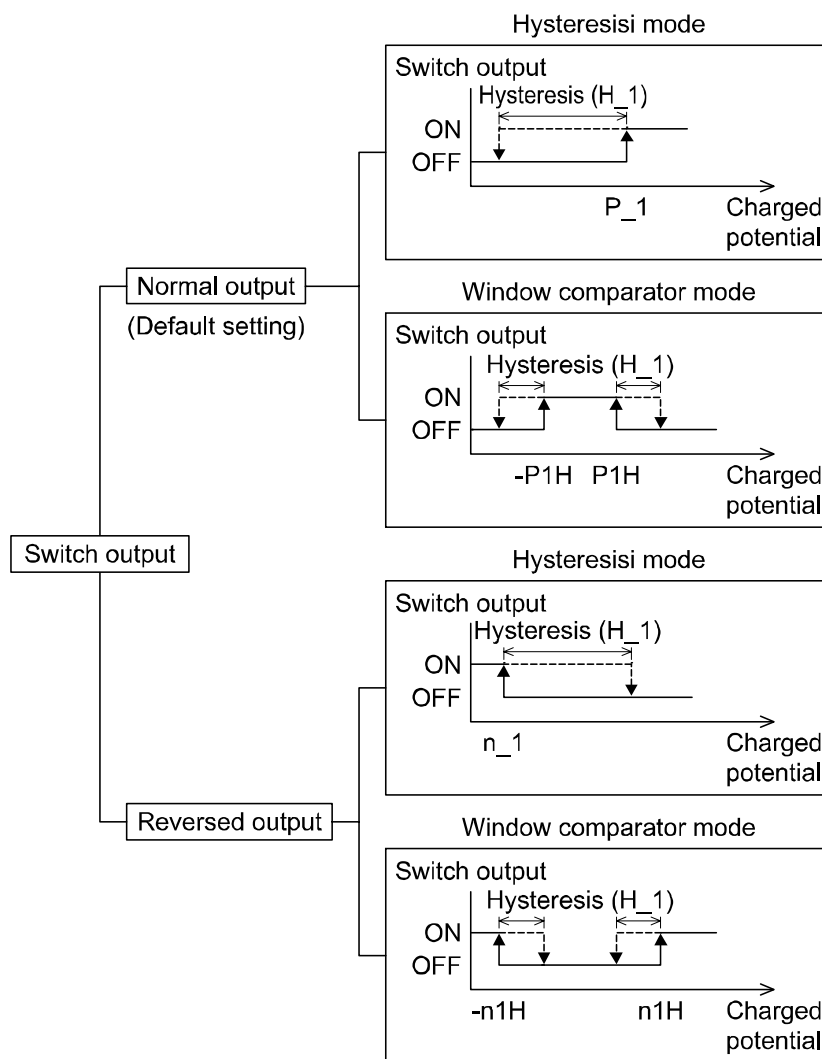 Hysteresisi mode
Switch output
Hysteresis (H_1)
ON
OFF
P_1
Charged
potential
Normal output
(Default setting)
Window comparator mode
Switch output
Hysteresis (H_1)
ON
OFF
-P1H
P1H
Charged
potential
Switch output
Hysteresisi mode
Switch output
Hysteresis (H_1)
ON
OFF
n_1
Charged
potential
Reversed output
Window comparator mode
Switch output
Hysteresis (H_1)
ON
OFF
-n1H
n1H
Charged
potential